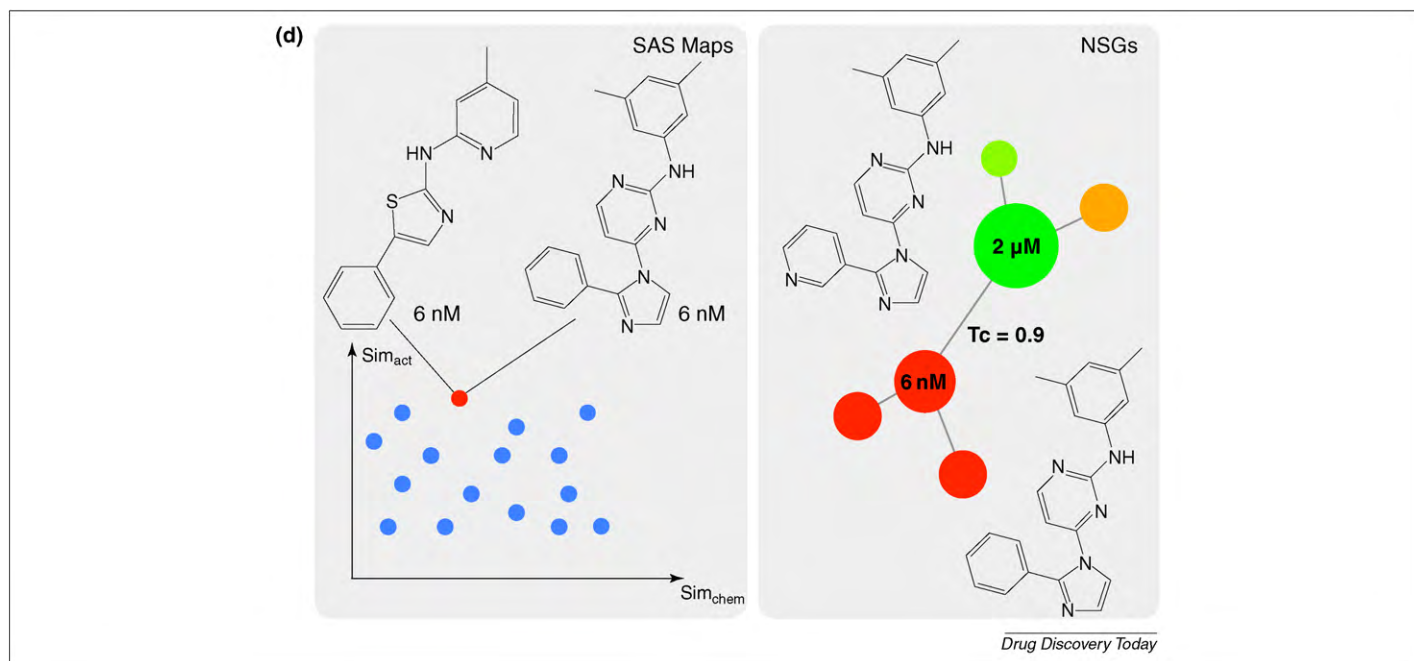 (d)
SAS Maps
HN
N
S
N
6 nM
N
NH
N
N
N
6 nM
Sim_act
Sim_chem
NSGs
N
NH
N
N
N
N
2 µM
Tc = 0.9
6 nM
N
NH
N
N
N
Drug Discovery Today